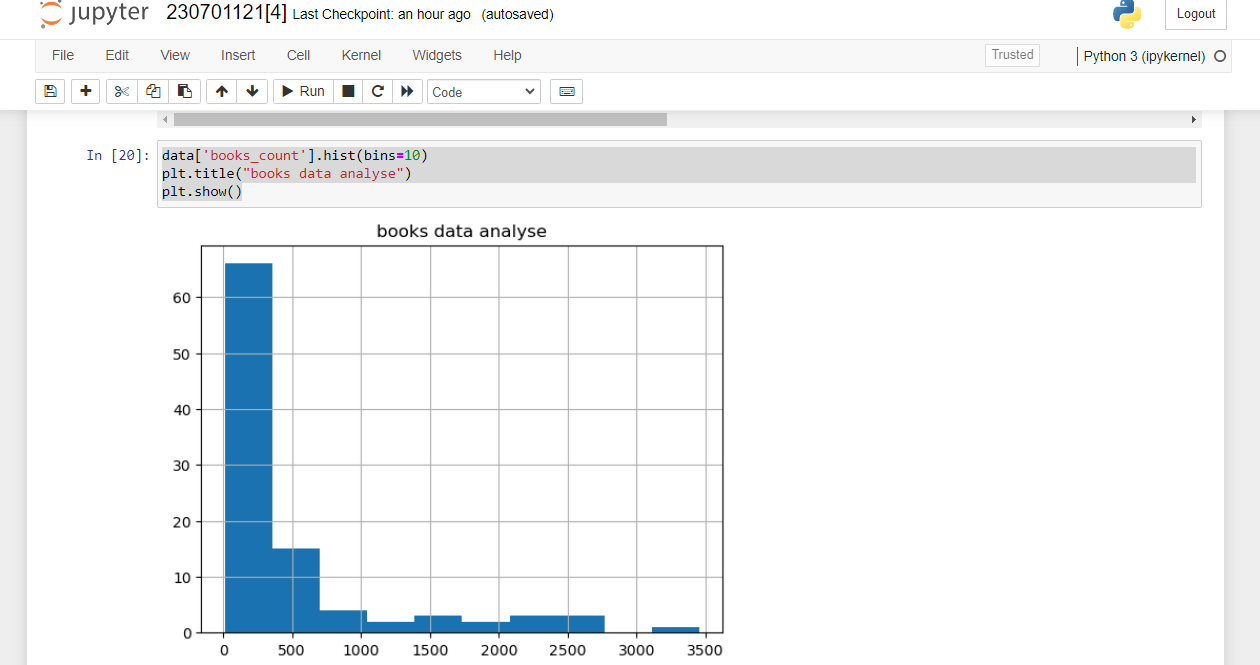 jupyter 230701121[4] Last Checkpoint: an hour ago (autosaved)
Logout
File Edit View Insert Cell Kernel Widgets Help
Trusted
Python 3 (ipykernel)
Run
Code
In [20]:
data['books_count'].hist(bins=10)
plt.title("books data analyse")
plt.show()
books data analyse
60
50
40
30
20
10
0
0 500 1000 1500 2000 2500 3000 3500